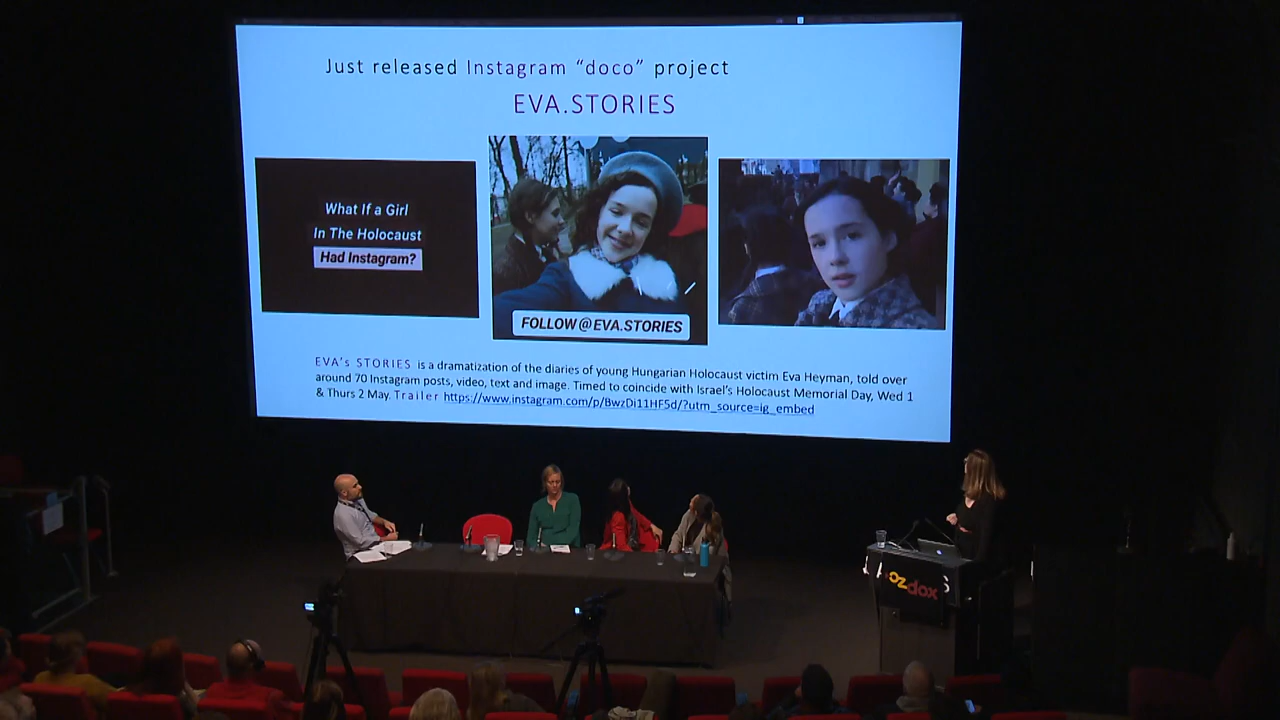 Just released Instagram “doco” project
EVA.STORIES
What If a Girl
In The Holocaust
Had Instagram?
FOLLOW@EVA.STORIES
EVA's STORIES is a dramatization of the diaries of young Hungarian Holocaust victim Eva Heyman, told over
around 70 Instagram posts, video, text and image. Timed to coincide with Israel's Holocaust Memorial Day, Wed 1
& Thurs 2 May. Trailer https://www.instagram.com/p/BwzDi11HF5d/?utm_source=ig_embed
ozdox